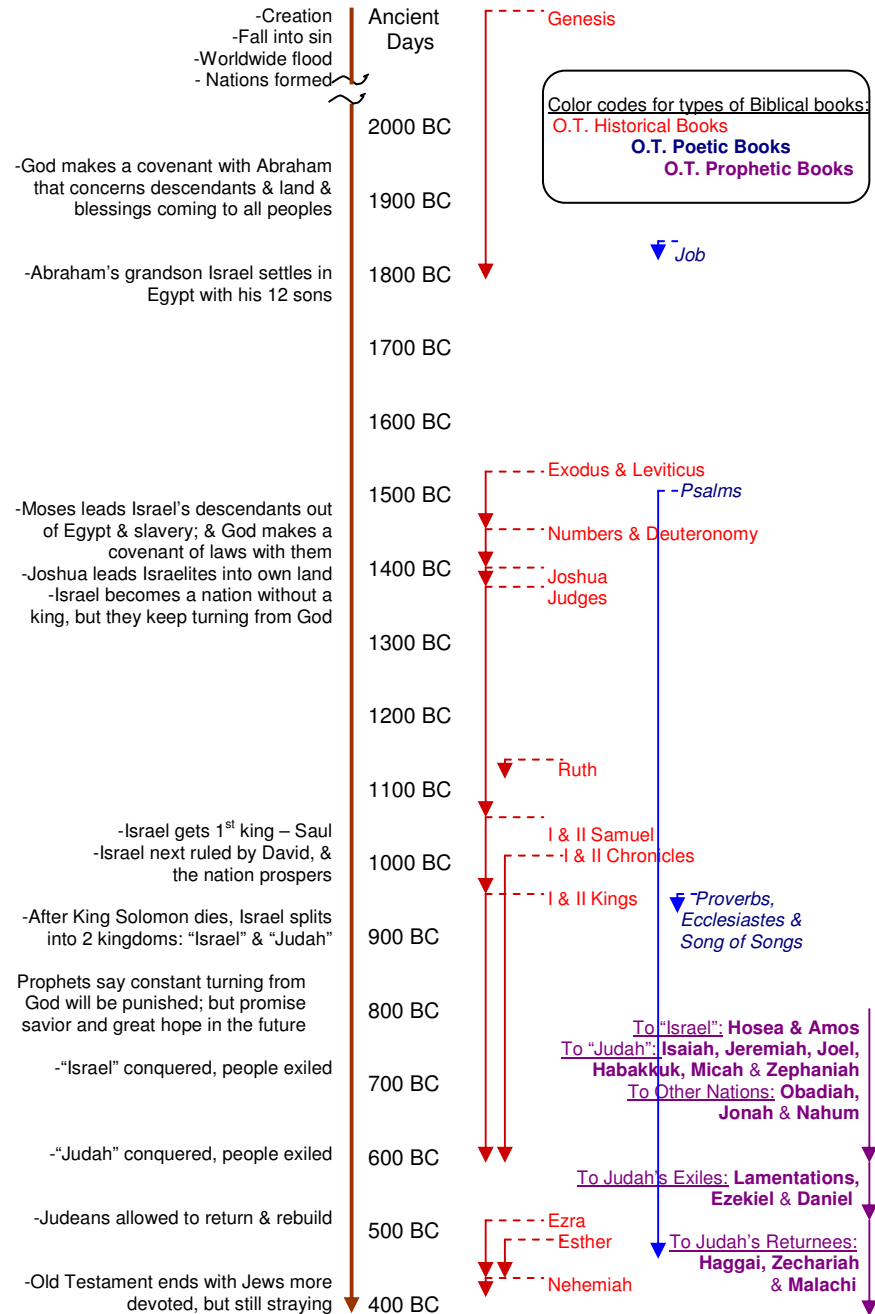 -Creation
-Fall into sin
-Worldwide flood
- Nations formed
Ancient
Days
Genesis
Color codes for types of Biblical books:
O.T. Historical Books
O.T. Poetic Books
O.T. Prophetic Books
2000 BC
-God makes a covenant with Abraham
that concerns descendants & land &
blessings coming to all peoples
1900 BC
Job
-Abraham's grandson Israel settles in
Egypt with his 12 sons
1800 BC
1700 BC
1600 BC
Exodus & Leviticus
1500 BC
Psalms
-Moses leads Israel's descendants out
of Egypt & slavery; & God makes a
covenant of laws with them
-Joshua leads Israelites into own land
-Israel becomes a nation without a
king, but they keep turning from God
Numbers & Deuteronomy
1400 BC
Joshua
Judges
1300 BC
1200 BC
Ruth
1100 BC
-Israel gets 1st king – Saul
-Israel next ruled by David, &
the nation prospers
I & II Samuel
I & II Chronicles
1000 BC
I & II Kings
Proverbs,
Ecclesiastes &
Song of Songs
-After King Solomon dies, Israel splits
into 2 kingdoms: "Israel" & "Judah"
900 BC
Prophets say constant turning from
God will be punished; but promise
savior and great hope in the future
800 BC
To "Israel": Hosea & Amos
To "Judah": Isaiah, Jeremiah, Joel,
Habakkuk, Micah & Zephaniah
To Other Nations: Obadiah,
Jonah & Nahum
-"Israel" conquered, people exiled
700 BC
-"Judah" conquered, people exiled
600 BC
To Judah's Exiles: Lamentations,
Ezekiel & Daniel
-Judeans allowed to return & rebuild
500 BC
Ezra
Esther
To Judah's Returnees:
Haggai, Zechariah
& Malachi
-Old Testament ends with Jews more
devoted, but still straying
Nehemiah
400 BC